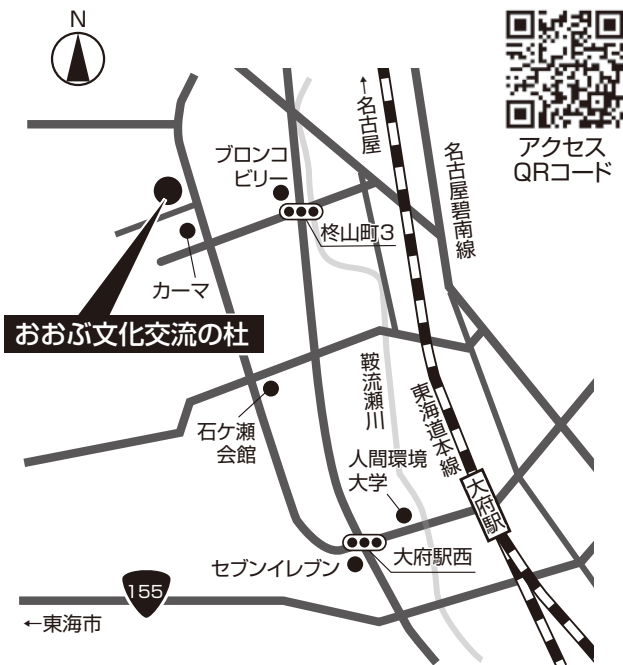 N
アクセス
QRコード
←名古屋
名古屋碧南線
ブロンコ
ビリー
柊山町3
カーマ
おおぶ文化交流の杜
鞍流瀬川
東海道本線
石ケ瀬
会館
人間環境
大学
大府駅
大府駅西
セブンイレブン
155
←東海市